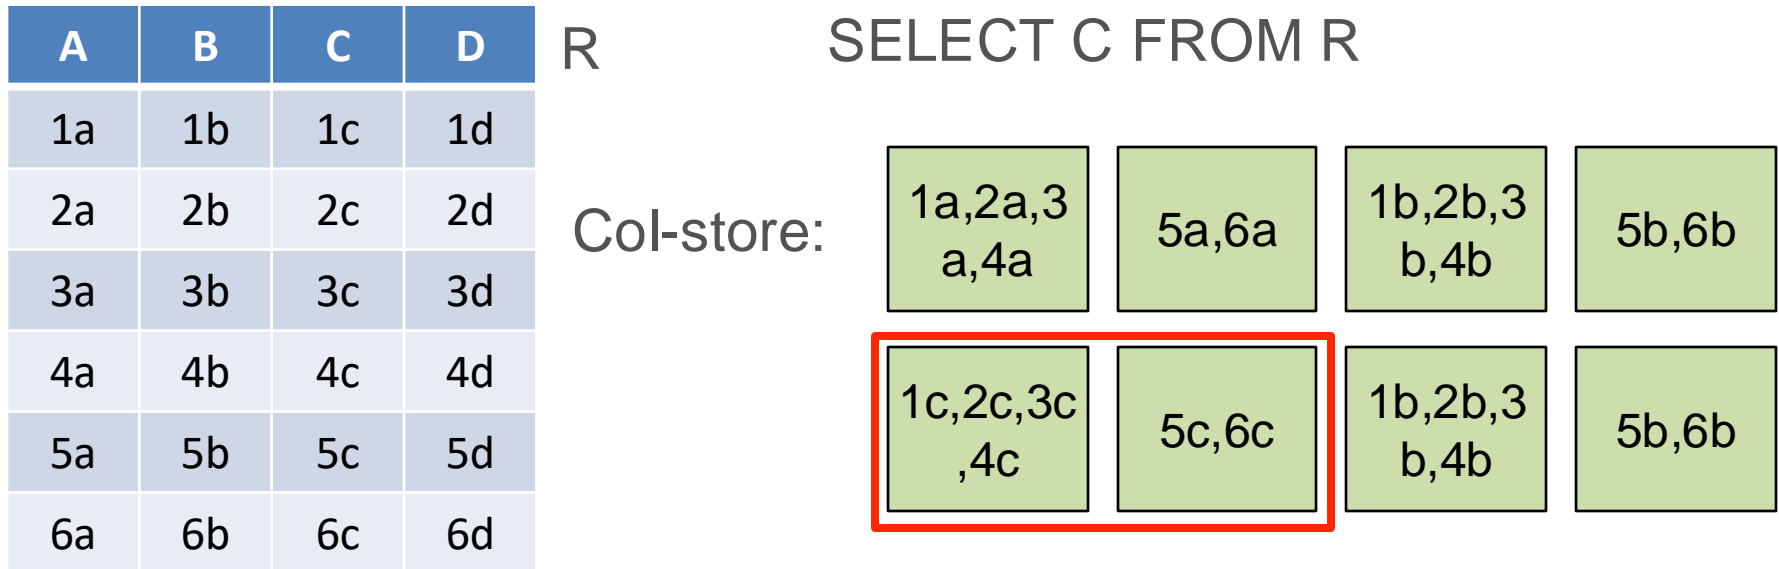 A B C D
1a 1b 1c 1d
2a 2b 2c 2d
3a 3b 3c 3d
4a 4b 4c 4d
5a 5b 5c 5d
6a 6b 6c 6d
R
SELECT C FROM R
Col-store:
1a,2a,3
a,4a
5a,6a
1b,2b,3
b,4b
5b,6b
1c,2c,3c
,4c
5c,6c
1b,2b,3
b,4b
5b,6b